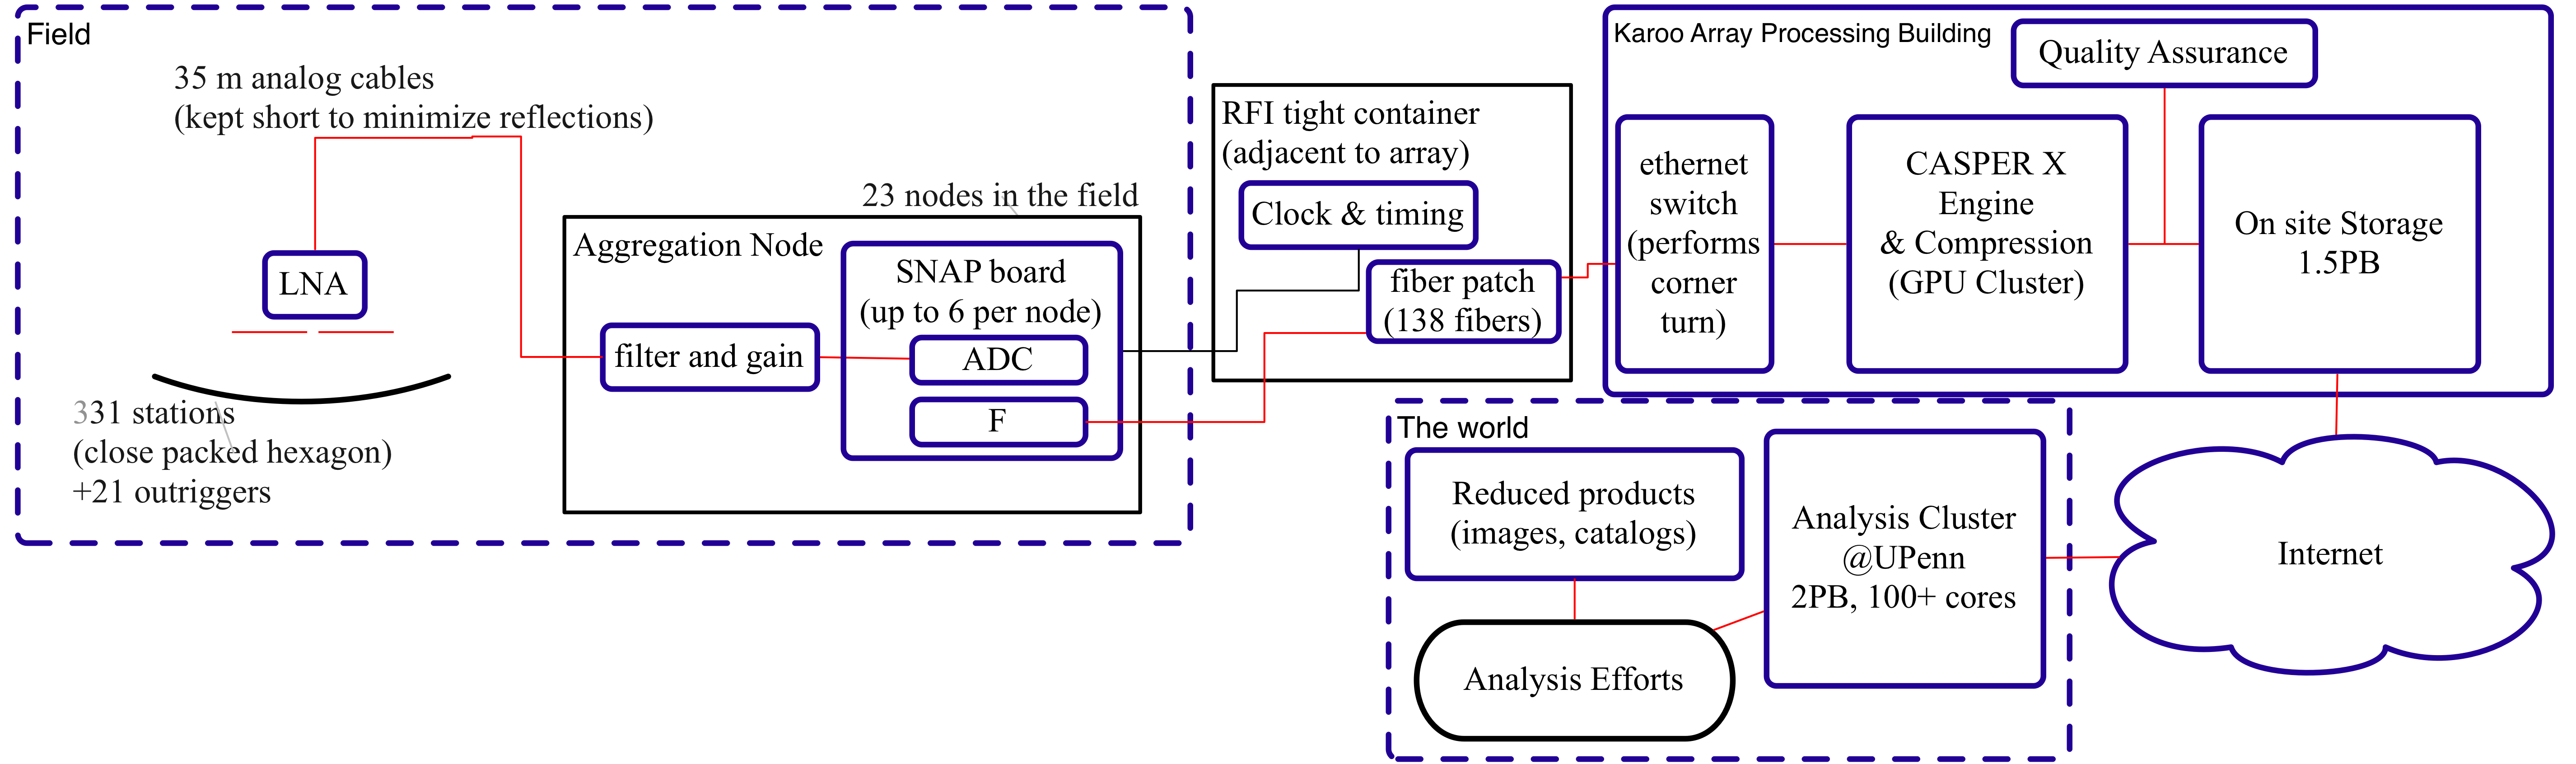 Field
35 m analog cables
(kept short to minimize reflections)
LNA
331 stations
(close packed hexagon)
+21 outriggers
23 nodes in the field
Aggregation Node
filter and gain
SNAP board
(up to 6 per node)
ADC
F
RFI tight container
(adjacent to array)
Clock & timing
fiber patch
(138 fibers)
Karoo Array Processing Building
Quality Assurance
ethernet
switch
(performs
corner
turn)
CASPER X
Engine
& Compression
(GPU Cluster)
On site Storage
1.5PB
The world
Reduced products
(images, catalogs)
Analysis Efforts
Analysis Cluster
@UPenn
2PB, 100+ cores
Internet